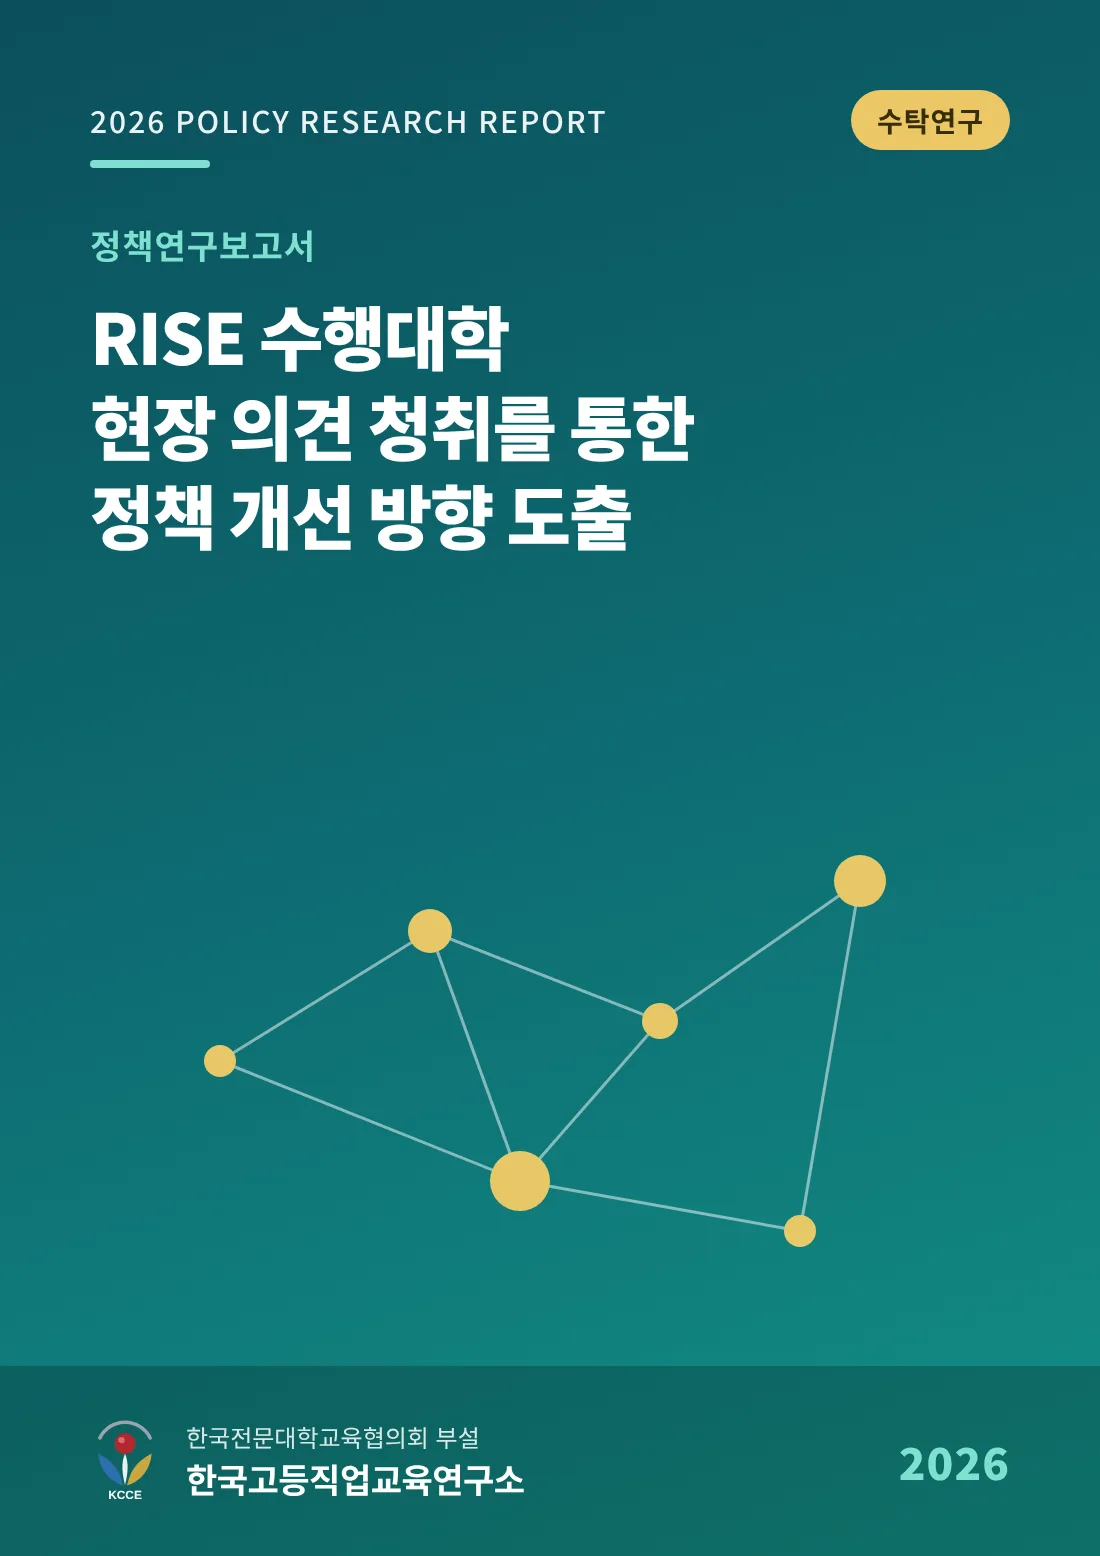 2026 POLICY RESEARCH REPORT
수탁연구
정책연구보고서
RISE 수행대학
현장 의견 청취를 통한
정책 개선 방향 도출
KCCE
한국전문대학교육협의회 부설
한국고등직업교육연구소
2026